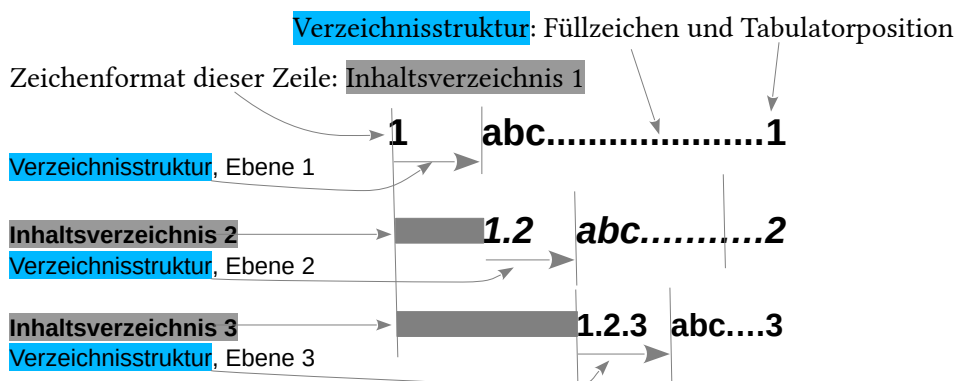 Verzeichnisstruktur: Füllzeichen und Tabulatorposition
Zeichenformat dieser Zeile: Inhaltsverzeichnis 1
1 abc.....................1
Verzeichnisstruktur, Ebene 1
Inhaltsverzeichnis 2 1.2 abc...........2
Verzeichnisstruktur, Ebene 2
Inhaltsverzeichnis 3 1.2.3 abc....3
Verzeichnisstruktur, Ebene 3